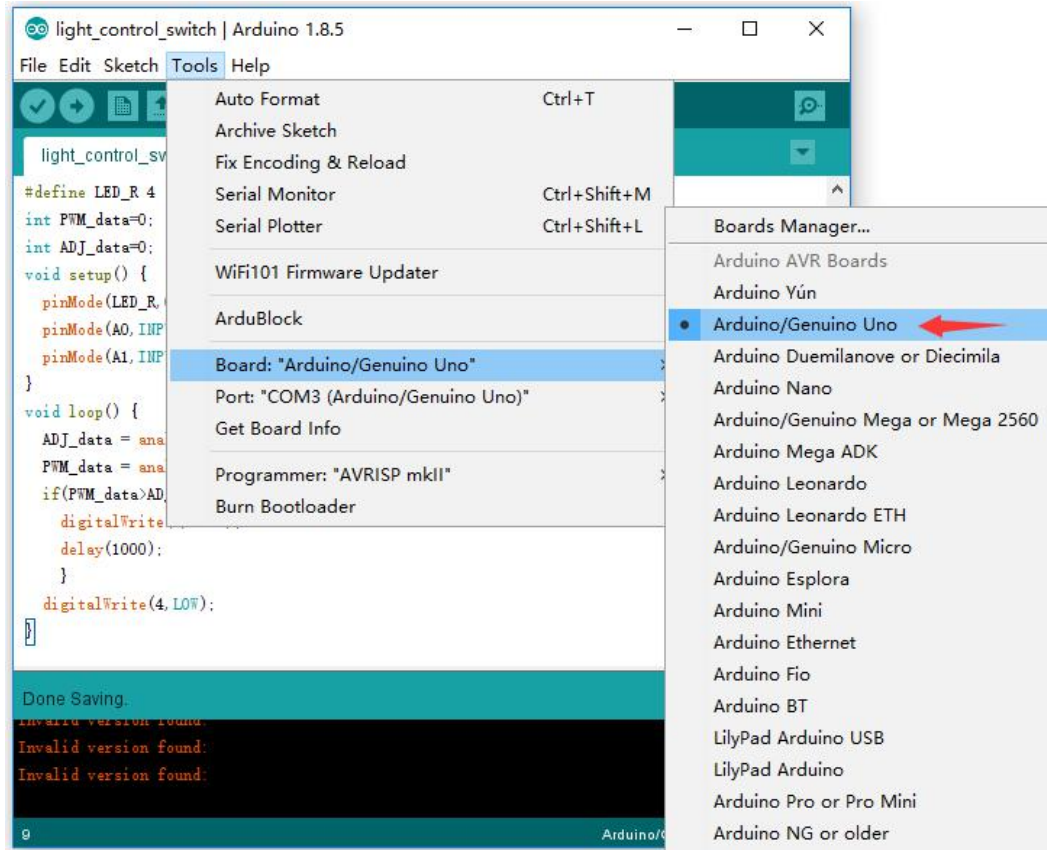 light_control_switch | Arduino 1.8.5
File Edit Sketch Tools Help
light_control_sw
#define LED_R 4
int PWM_data=0;
int ADJ_data=0;
void setup() {
pinMode(LED_R,
pinMode(A0,INP
pinMode(A1,INP
}
void loop() {
ADJ_data = ana
PWM_data = ana
if(PWM_data>AD
digitalWrite
delay(1000);
}
digitalWrite(4,LOW);
}
Done Saving.
Invalid version found:
Invalid version found:
Invalid version found:
9
Arduino/
Auto Format Ctrl+T
Archive Sketch
Fix Encoding & Reload
Serial Monitor Ctrl+Shift+M
Serial Plotter Ctrl+Shift+L
WiFi101 Firmware Updater
ArduBlock
Board: "Arduino/Genuino Uno"
Port: "COM3 (Arduino/Genuino Uno)"
Get Board Info
Programmer: "AVRISP mkII"
Burn Bootloader
Boards Manager...
Arduino AVR Boards
Arduino Yún
Arduino/Genuino Uno
Arduino Duemilanove or Diecimila
Arduino Nano
Arduino/Genuino Mega or Mega 2560
Arduino Mega ADK
Arduino Leonardo
Arduino Leonardo ETH
Arduino/Genuino Micro
Arduino Esplora
Arduino Mini
Arduino Ethernet
Arduino Fio
Arduino BT
LilyPad Arduino USB
LilyPad Arduino
Arduino Pro or Pro Mini
Arduino NG or older